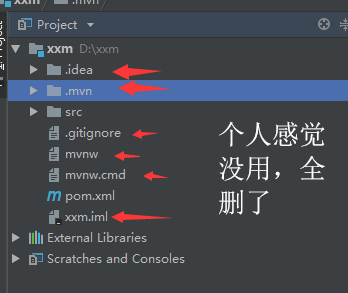 xxm
.mvn
Project
xxm D:\xxm
.idea
.mvn
src
.gitignore
mvnw
mvnw.cmd
pom.xml
xxm.iml
External Libraries
Scratches and Consoles
个人感觉
没用，全
删了